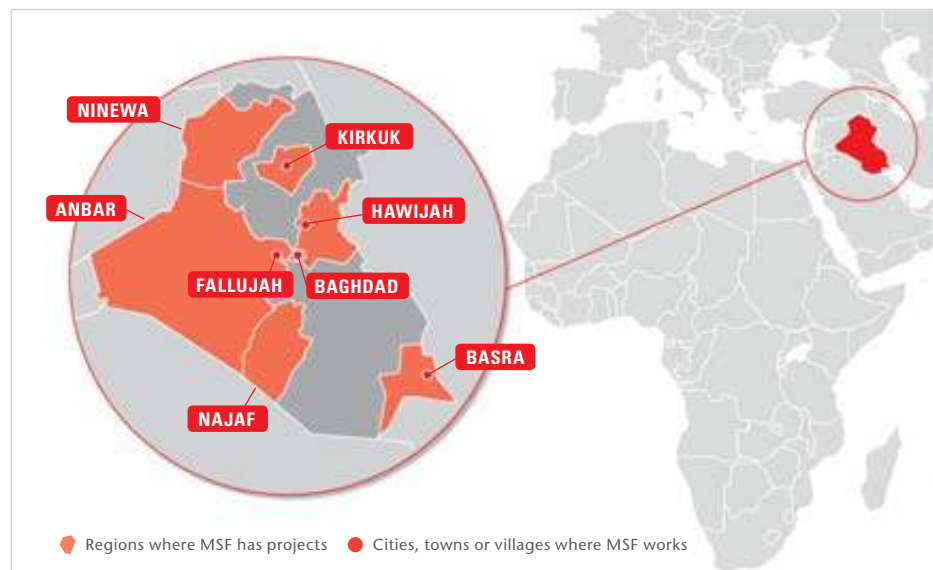 NINEWA
KIRKUK
ANBAR
HAWIJAH
FALLUJAH
BAGHDAD
BASRA
NAJAF
Regions where MSF has projects
Cities, towns or villages where MSF works